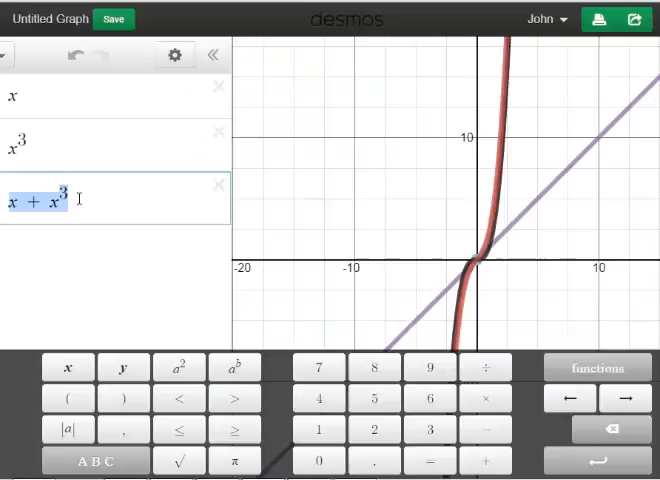 Untitled Graph Save desmos John
x
x^3
x + x^3
10
-20 -10 10
x y a^2 a^b 7 8 9 ÷ functions
( ) < > 4 5 6 × ← →
|a| , ≤ ≥ 1 2 3 −
A B C √ π 0 . = +